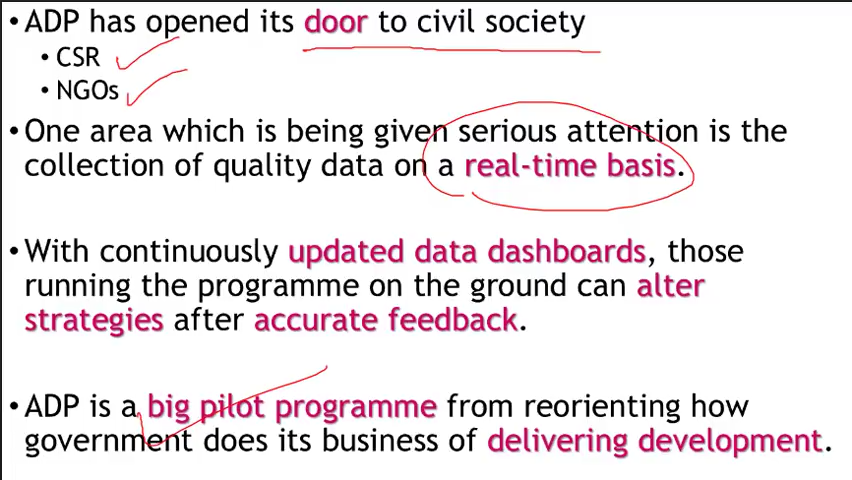 • ADP has opened its door to civil society
• CSR
• NGOs
• One area which is being given serious attention is the
collection of quality data on a real-time basis.
• With continuously updated data dashboards, those
running the programme on the ground can alter
strategies after accurate feedback.
• ADP is a big pilot programme from reorienting how
government does its business of delivering development.